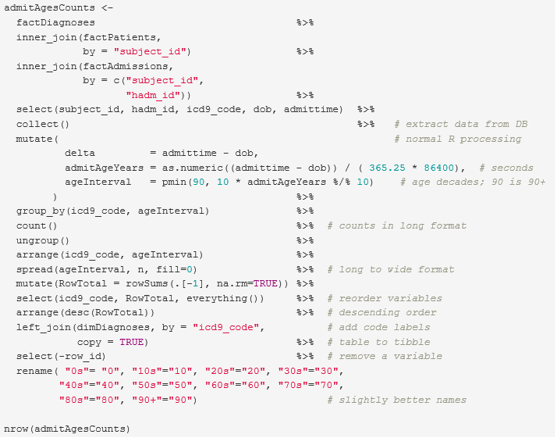 admitAgesCounts <-
  factDiagnoses                              %>%
  inner_join(factPatients,
             by = "subject_id")              %>%
  inner_join(factAdmissions,
             by = c("subject_id",
                    "hadm_id"))              %>%
  select(subject_id, hadm_id, icd9_code, dob, admittime)  %>%
  collect()                                               %>%   # extract data from DB
  mutate(                                                       # normal R processing
          delta         = admittime - dob,
          admitAgeYears = as.numeric((admittime - dob)) / ( 365.25 * 86400),  # seconds
          ageInterval   = pmin(90, 10 * admitAgeYears %/% 10)    # age decades; 90 is 90+
        )                                    %>%
  group_by(icd9_code, ageInterval)           %>%
  count()                                    %>%  # counts in long format
  ungroup()                                  %>%
  arrange(icd9_code, ageInterval)            %>%
  spread(ageInterval, n, fill=0)             %>%  # long to wide format
  mutate(RowTotal = rowSums(.[-1], na.rm=TRUE)) %>%
  select(icd9_code, RowTotal, everything())  %>%  # reorder variables
  arrange(desc(RowTotal))                    %>%  # descending order
  left_join(dimDiagnoses, by = "icd9_code",       # add code labels
            copy = TRUE)                     %>%  # table to tibble
  select(-row_id)                            %>%  # remove a variable
  rename( "0s"= "0", "10s"="10", "20s"="20", "30s"="30",
         "40s"="40", "50s"="50", "60s"="60", "70s"="70",
         "80s"="80", "90+"="90")                  # slightly better names
nrow(admitAgesCounts)